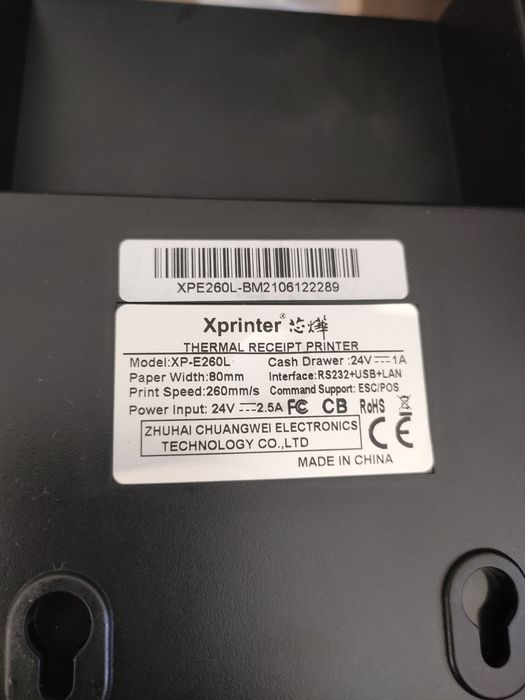 XPE260L-BM2106122289
Xprinter® 芯烨
THERMAL RECEIPT PRINTER
Model:XP-E260L Cash Drawer :24V⎓1A
Paper Width:80mm Interface:RS232+USB+LAN
Print Speed:260mm/s Command Support: ESC/POS
Power Input: 24V ⎓2.5A FC CB RoHS
ZHUHAI CHUANGWEI ELECTRONICS CE
TECHNOLOGY CO.,LTD
MADE IN CHINA